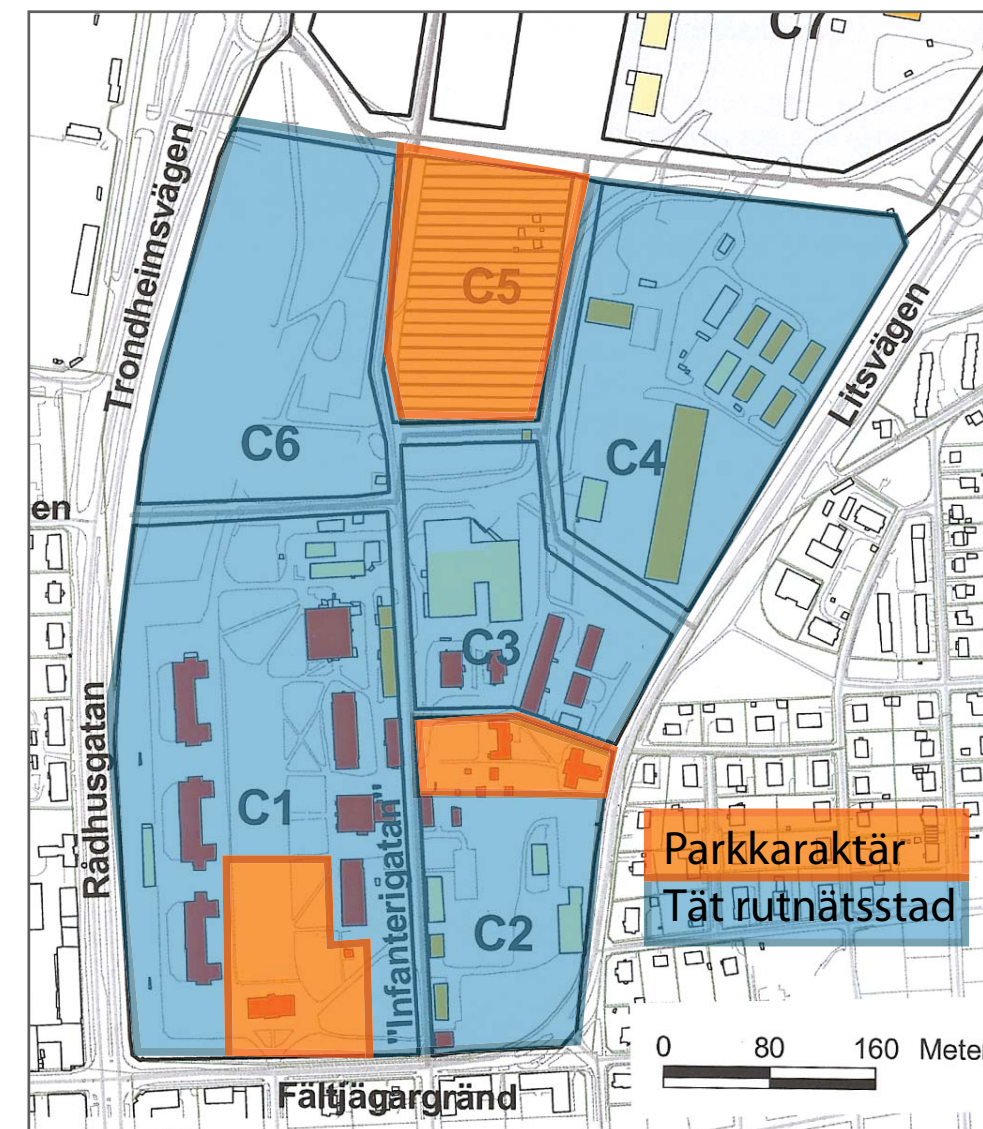 C7
Trondheimsvägen
C5
Litsvägen
C6
C4
en
C3
Rådhusgatan
C1
"Infanterigatan"
Parkkaraktär
Tät rutnätsstad
C2
0 80 160 Meter
Fältjägargränd